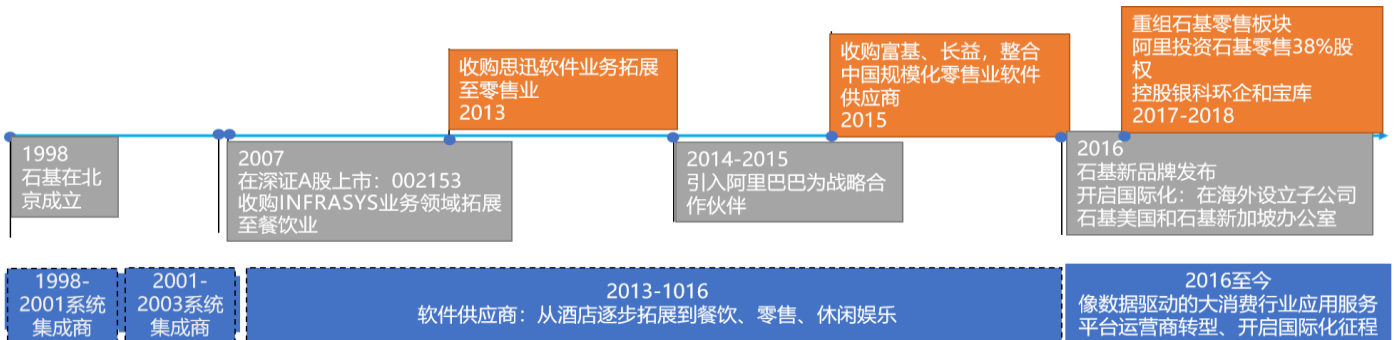 收购思迅软件业务拓展
至零售业
2013
收购富基、长益，整合
中国规模化零售业软件
供应商
2015
重组石基零售板块
阿里投资石基零售38%股
权
控股银科环企和宝库
2017-2018
1998
石基在北
京成立
2007
在深证A股上市：002153
收购INFRASYS业务领域拓展
至餐饮业
2014-2015
引入阿里巴巴为战略合
作伙伴
2016
石基新品牌发布
开启国际化：在海外设立子公司
石基美国和石基新加坡办公室
1998-
2001系统
集成商
2001-
2003系统
集成商
2013-1016
软件供应商：从酒店逐步拓展到餐饮、零售、休闲娱乐
2016至今
像数据驱动的大消费行业应用服务
平台运营商转型、开启国际化征程